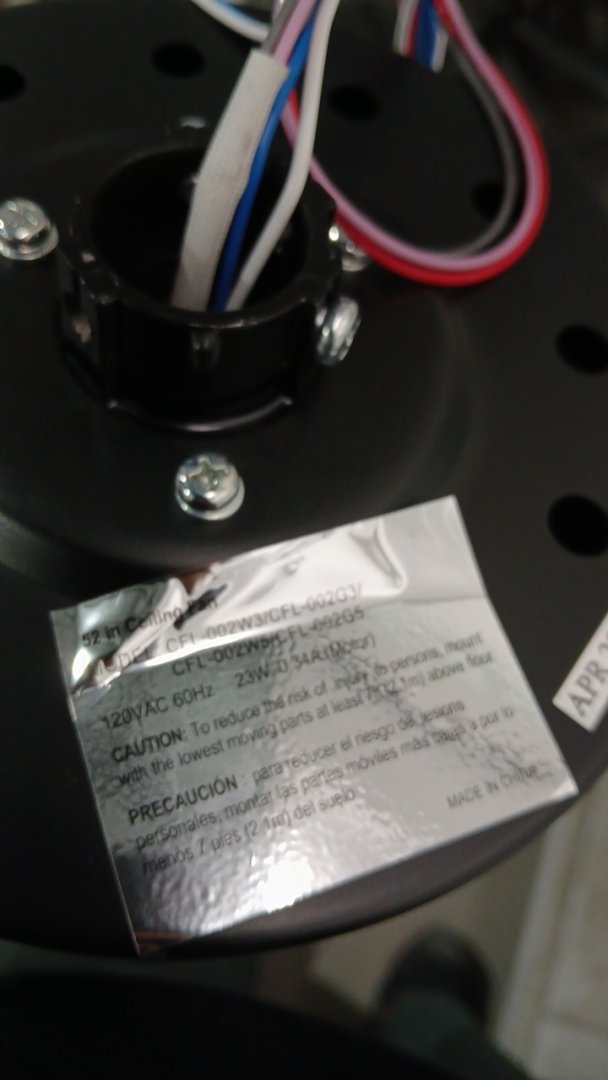 52 in Ceiling Fan
MODEL CFL-002W3/CFL-002G3/
CFL-002W5/CFL-002G5
120VAC 60Hz 23W 0.34A (Motor)
CAUTION: To reduce the risk of injury to persons, mount
with the lowest moving parts at least 7ft(2.1m) above floor
PRECAUCIÓN : para reducer el riesgo de lesions
personales, montar las partes móviles más bajas a por lo
menos 7 pies (2.1m) del suelo.
MADE IN CHINA
APR